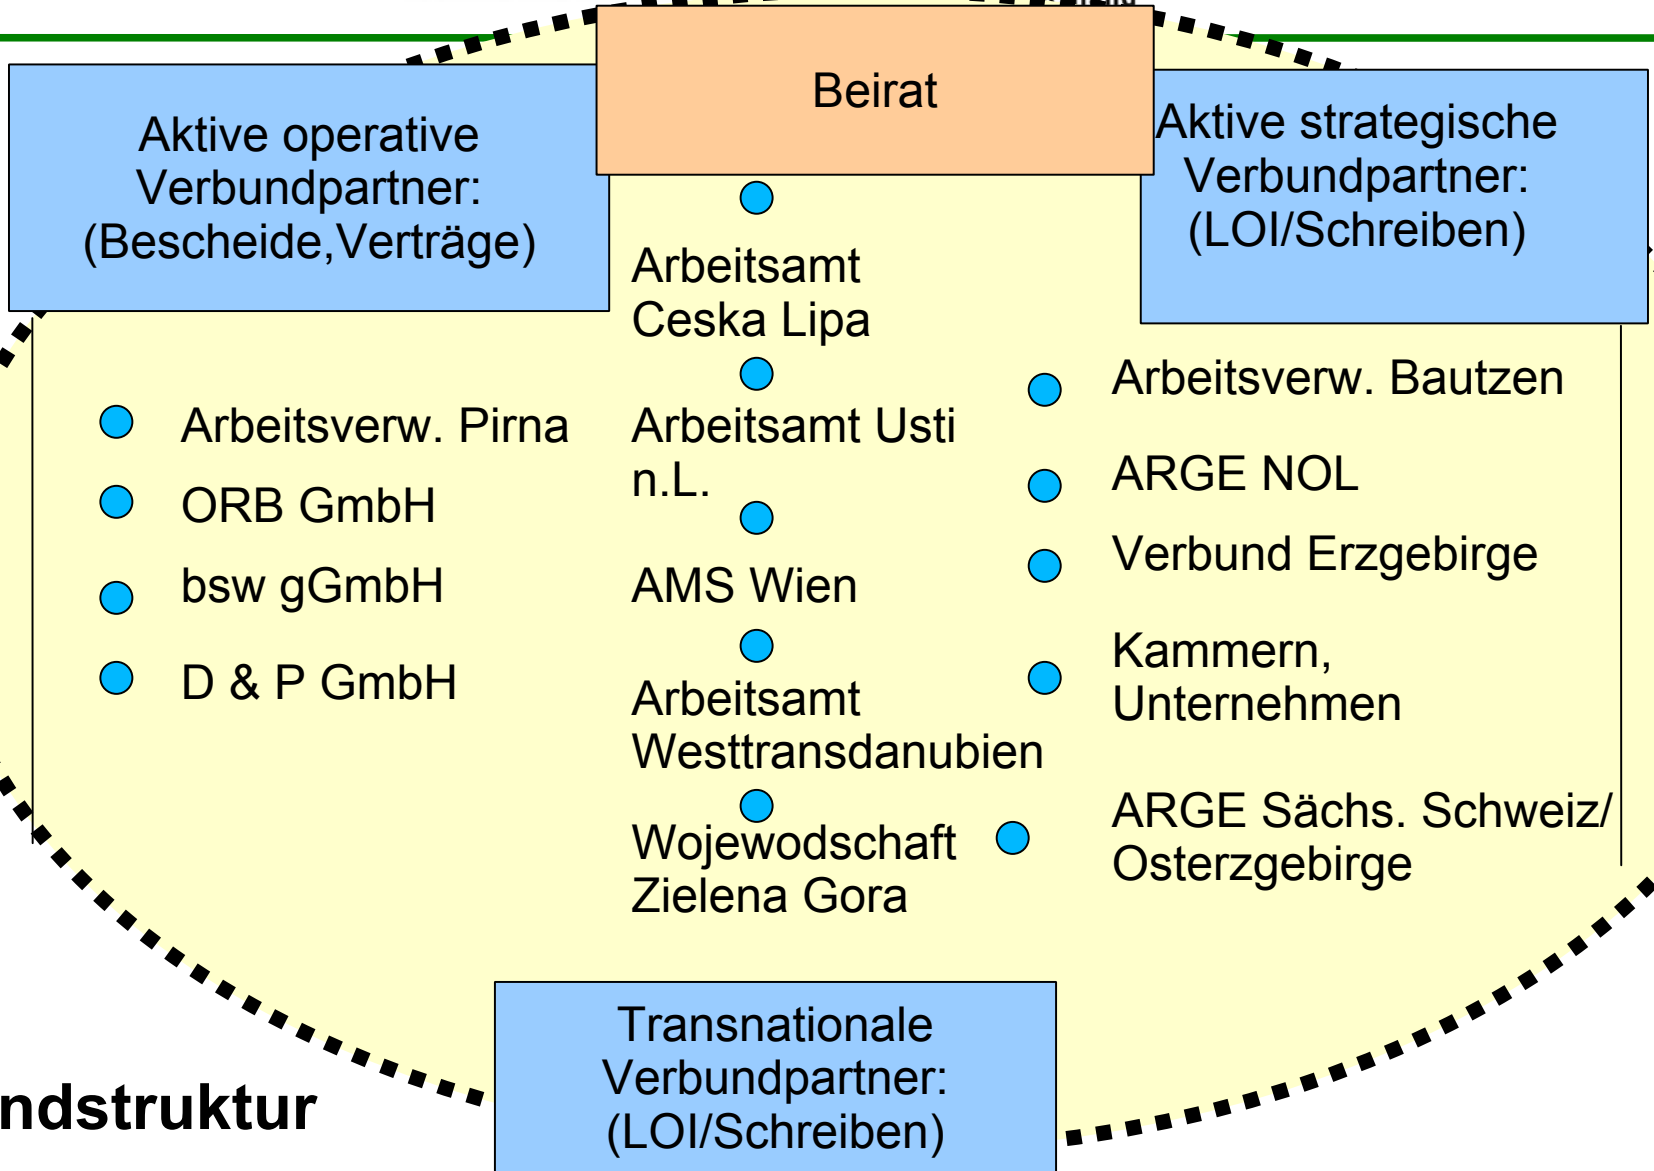 Beirat
Aktive operative
Verbundpartner:
(Bescheide,Verträge)
Aktive strategische
Verbundpartner:
(LOI/Schreiben)
Arbeitsverw. Pirna
ORB GmbH
bsw gGmbH
D & P GmbH
Arbeitsamt
Ceska Lipa
Arbeitsamt Usti
n.L.
AMS Wien
Arbeitsamt
Westtransdanubien
Wojewodschaft
Zielena Gora
Arbeitsverw. Bautzen
ARGE NOL
Verbund Erzgebirge
Kammern,
Unternehmen
ARGE Sächs. Schweiz/
Osterzgebirge
Transnationale
Verbundpartner:
(LOI/Schreiben)
ndstruktur